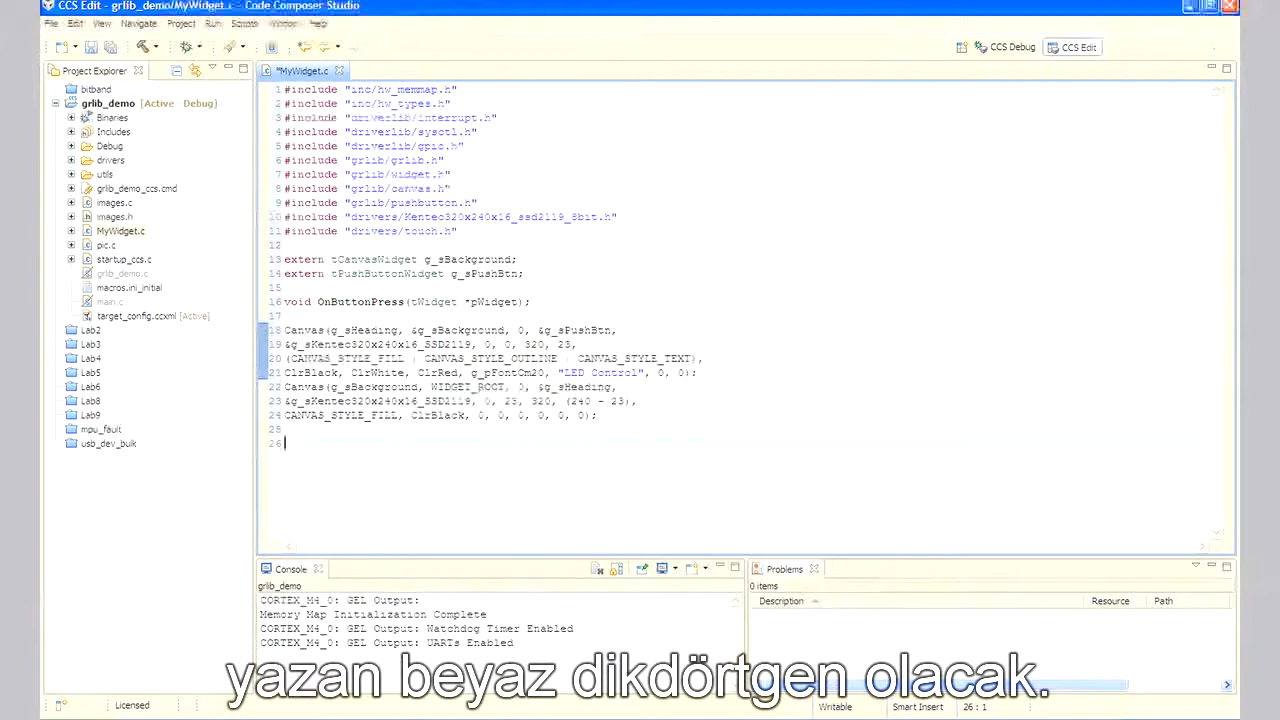 CCS Edit - grlib_demo/MyWidget.c - Code Composer Studio
File Edit View Navigate Project Run Scripts Window Help
CCS Debug CCS Edit
Project Explorer
*MyWidget.c
bitband
grlib_demo [Active Debug]
Binaries
Includes
Debug
drivers
utils
grlib_demo_ccs.cmd
images.c
images.h
MyWidget.c
pic.c
startup_ccs.c
grlib_demo.c
macros.ini_initial
main.c
target_config.ccxml [Active]
Lab2
Lab3
Lab4
Lab5
Lab6
Lab8
Lab9
mpu_fault
usb_dev_bulk
1 #include "inc/hw_memmap.h"
2 #include "inc/hw_types.h"
3 #include "driverlib/interrupt.h"
4 #include "driverlib/sysctl.h"
5 #include "driverlib/gpio.h"
6 #include "grlib/grlib.h"
7 #include "grlib/widget.h"
8 #include "grlib/canvas.h"
9 #include "grlib/pushbutton.h"
10 #include "drivers/Kentec320x240x16_ssd2119_8bit.h"
11 #include "drivers/touch.h"
12
13 extern tCanvasWidget g_sBackground;
14 extern tPushButtonWidget g_sPushBtn;
15
16 void OnButtonPress(tWidget *pWidget);
18 Canvas(g_sHeading, &g_sBackground, 0, &g_sPushBtn,
19 &g_sKentec320x240x16_SSD2119, 0, 0, 320, 23,
20 (CANVAS_STYLE_FILL | CANVAS_STYLE_OUTLINE | CANVAS_STYLE_TEXT),
21 ClrBlack, ClrWhite, ClrRed, g_pFontCm20, "LED Control", 0, 0);
22 Canvas(g_sBackground, WIDGET_ROOT, 0, &g_sHeading,
23 &g_sKentec320x240x16_SSD2119, 0, 23, 320, (240 - 23),
24 CANVAS_STYLE_FILL, ClrBlack, 0, 0, 0, 0, 0, 0);
25
26
Console
grlib_demo
CORTEX_M4_0: GEL Output:
Memory Map Initialization Complete
CORTEX_M4_0: GEL Output: Watchdog Timer Enabled
CORTEX_M4_0: GEL Output: UARTs Enabled
Problems
0 items
Description Resource Path
yazan beyaz dikdörtgen olacak.
Licensed Writable Smart Insert 26 : 1